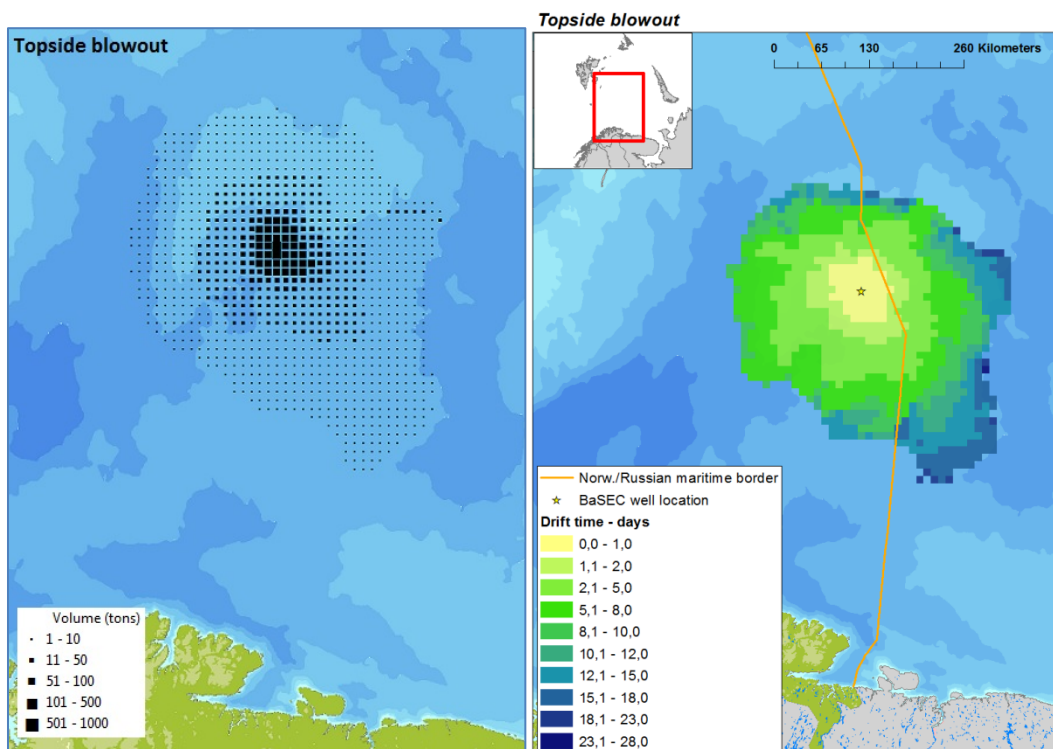 Topside blowout
Volume (tons)
1 - 10
11 - 50
51 - 100
101 - 500
501 - 1000
Topside blowout
0 65 130 260 Kilometers
Norw./Russian maritime border
BaSEC well location
Drift time - days
0,0 - 1,0
1,1 - 2,0
2,1 - 5,0
5,1 - 8,0
8,1 - 10,0
10,1 - 12,0
12,1 - 15,0
15,1 - 18,0
18,1 - 23,0
23,1 - 28,0